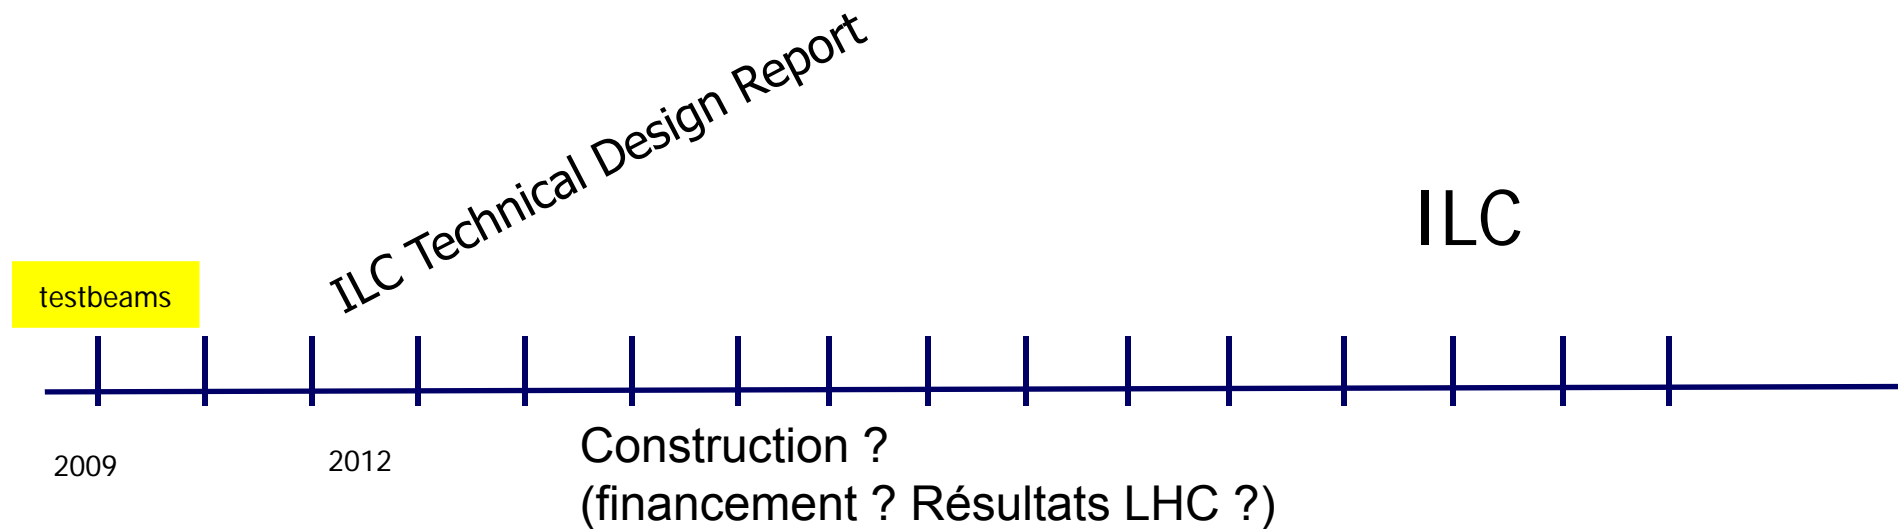 ILC Technical Design Report
ILC
testbeams
2009
2012
Construction ?
(financement ? Résultats LHC ?)